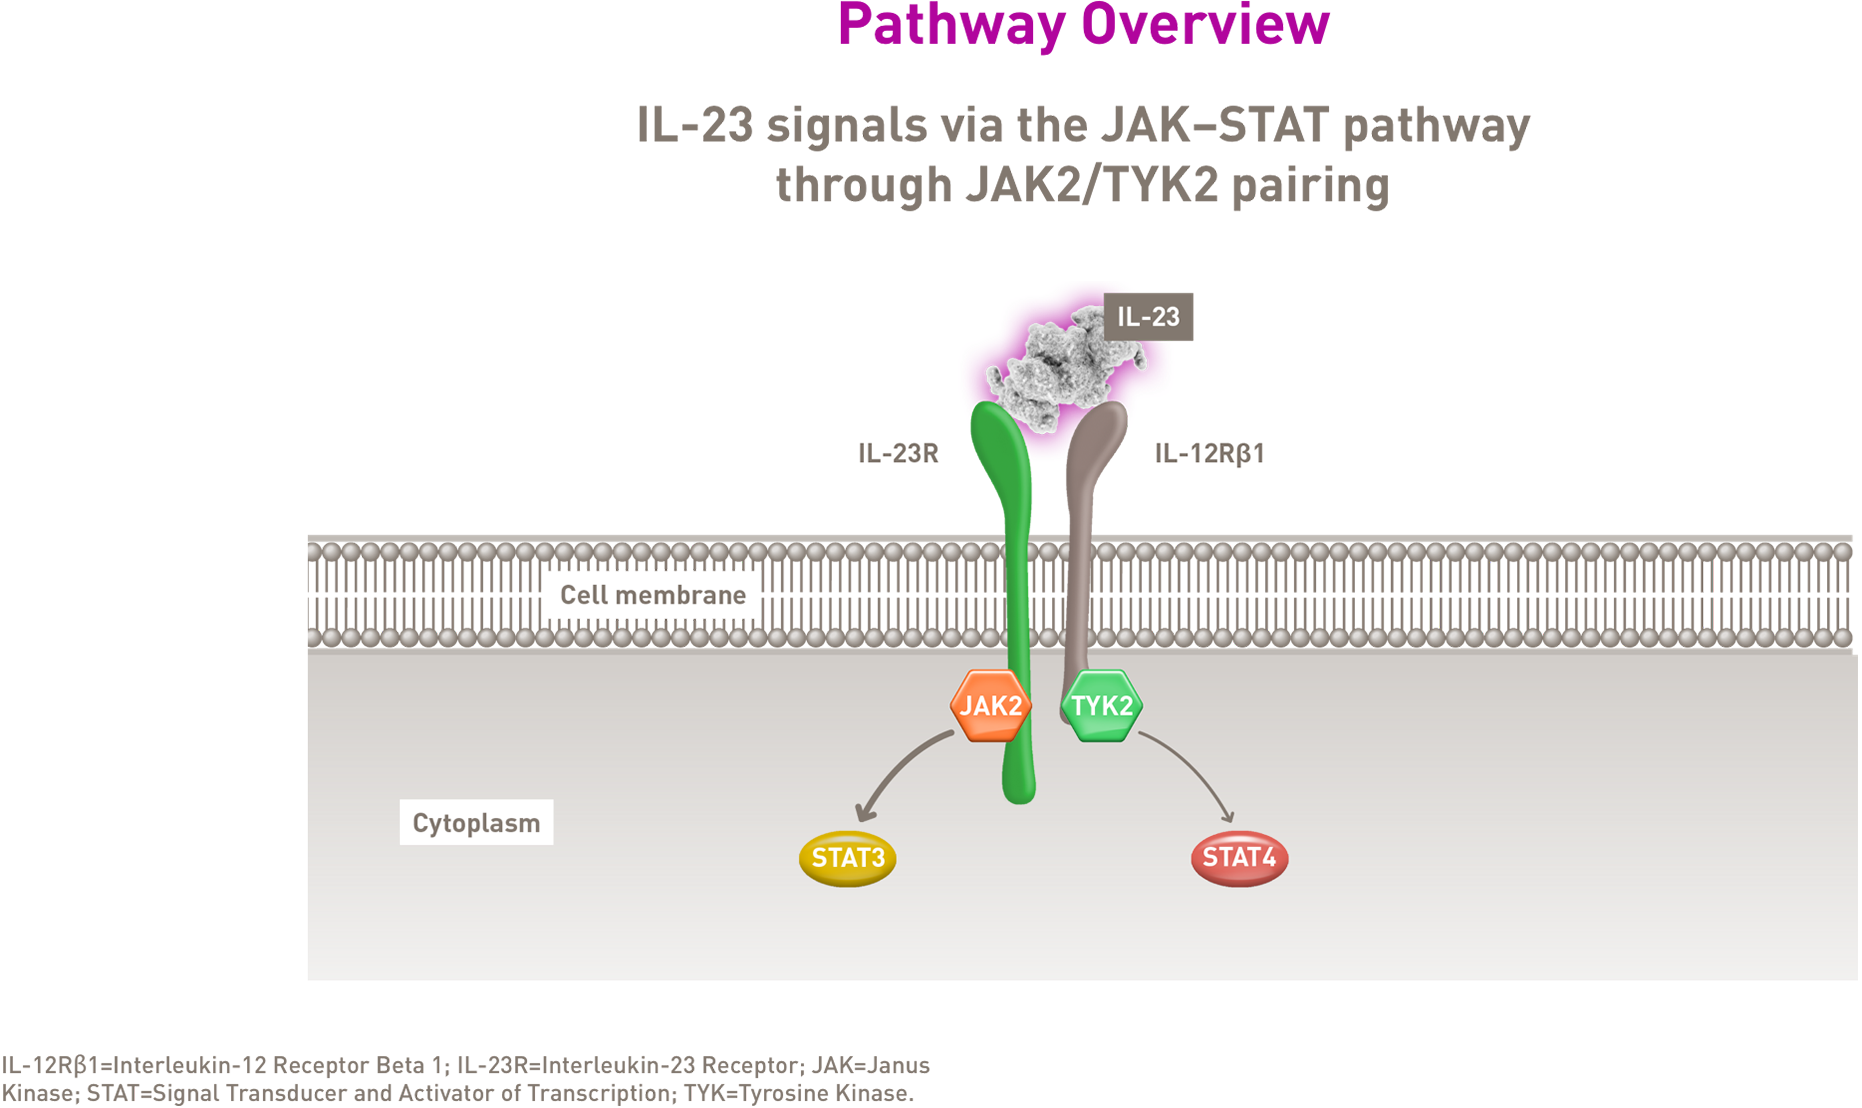 Pathway Overview
IL-23 signals via the JAK–STAT pathway
through JAK2/TYK2 pairing
IL-23
IL-23R
IL-12Rβ1
Cell membrane
JAK2
TYK2
Cytoplasm
STAT3
STAT4
IL-12Rβ1=Interleukin-12 Receptor Beta 1; IL-23R=Interleukin-23 Receptor; JAK=Janus
Kinase; STAT=Signal Transducer and Activator of Transcription; TYK=Tyrosine Kinase.